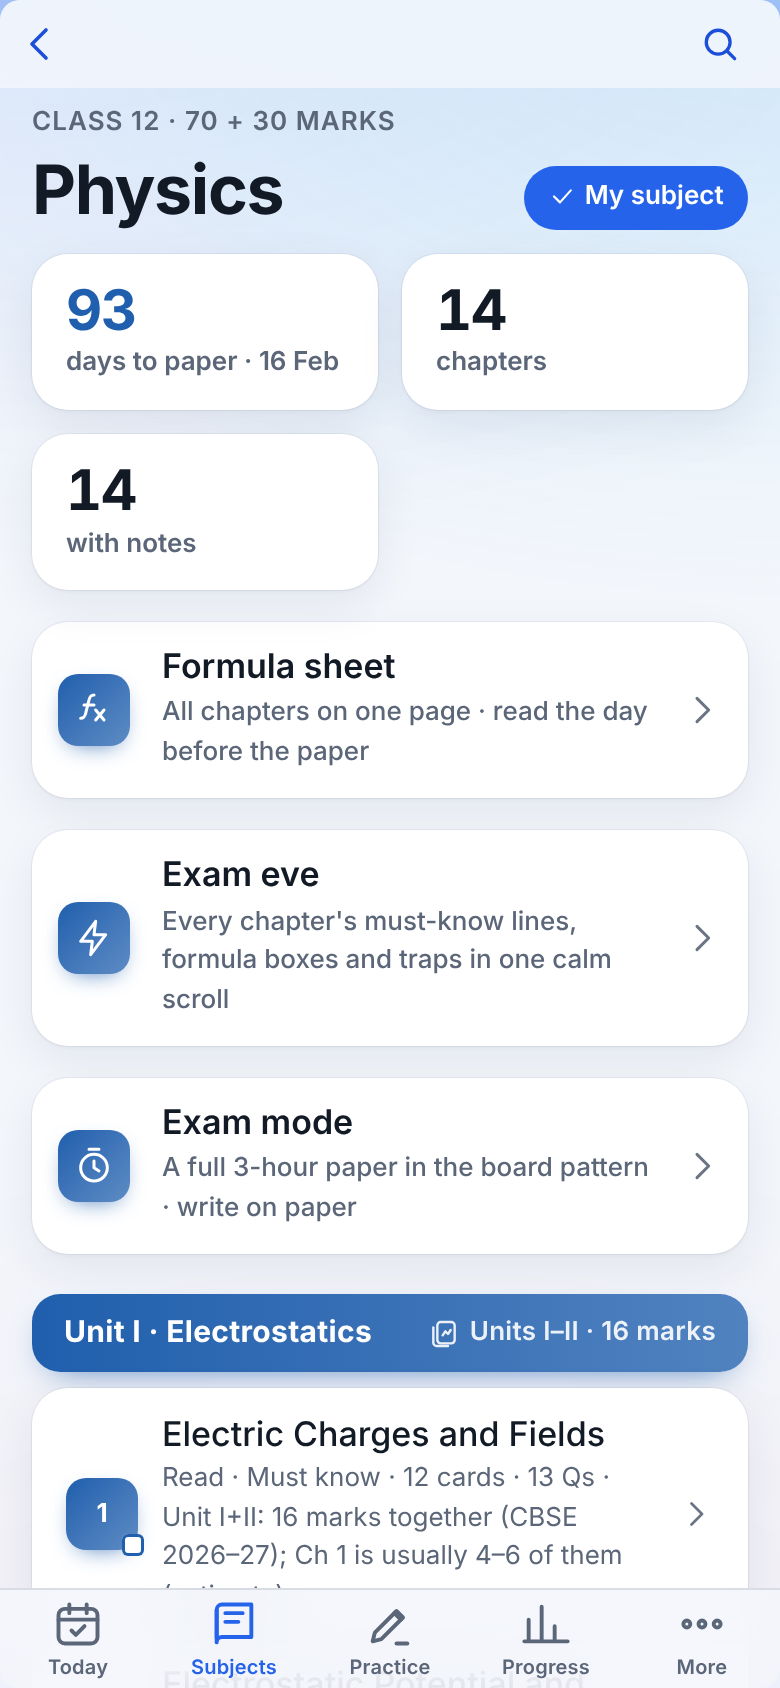 CLASS 12 · 70 + 30 MARKS
Physics
My subject
93
days to paper · 16 Feb
14
chapters
14
with notes
Formula sheet
All chapters on one page · read the day
before the paper
Exam eve
Every chapter's must-know lines,
formula boxes and traps in one calm
scroll
Exam mode
A full 3-hour paper in the board pattern
· write on paper
Unit I · Electrostatics
Units I–II · 16 marks
1
Electric Charges and Fields
Read · Must know · 12 cards · 13 Qs ·
Unit I+II: 16 marks together (CBSE
2026–27); Ch 1 is usually 4–6 of them
Electrostatic Potential and
Today
Subjects
Practice
Progress
More